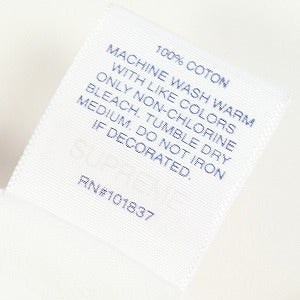 100% COTON
MACHINE WASH WARM
WITH LIKE COLORS
ONLY NON-CHLORINE
BLEACH. TUMBLE DRY
MEDIUM. DO NOT IRON
IF DECORATED.
SUPREME
RN#101837